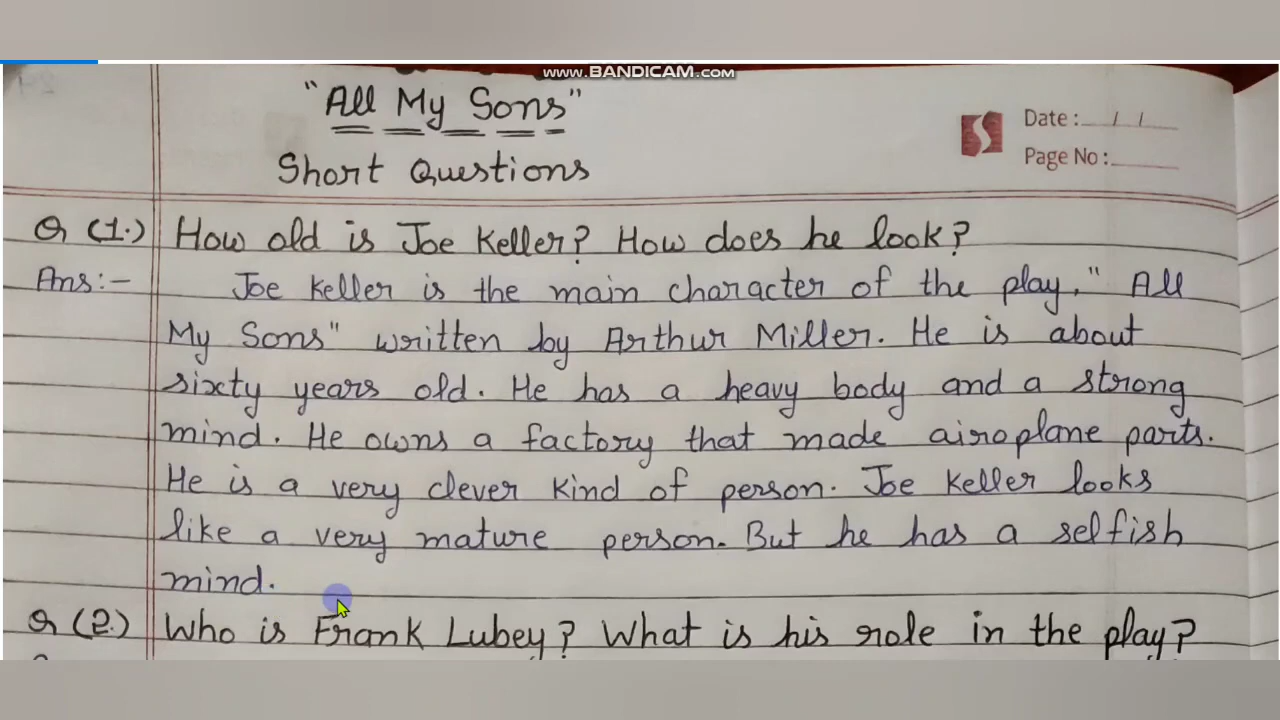 www.BANDICAM.com
"All My Sons"
Short Questions
Date : / /
Page No :
Q (1.) How old is Joe Keller? How does he look?
Ans:- Joe Keller is the main character of the play, "All
My Sons" written by Arthur Miller. He is about
sixty years old. He has a heavy body and a strong
mind. He owns a factory that made airoplane parts.
He is a very clever kind of person. Joe Keller looks
like a very mature person. But he has a selfish
mind.
Q (2.) Who is Frank Lubey? What is his role in the play?